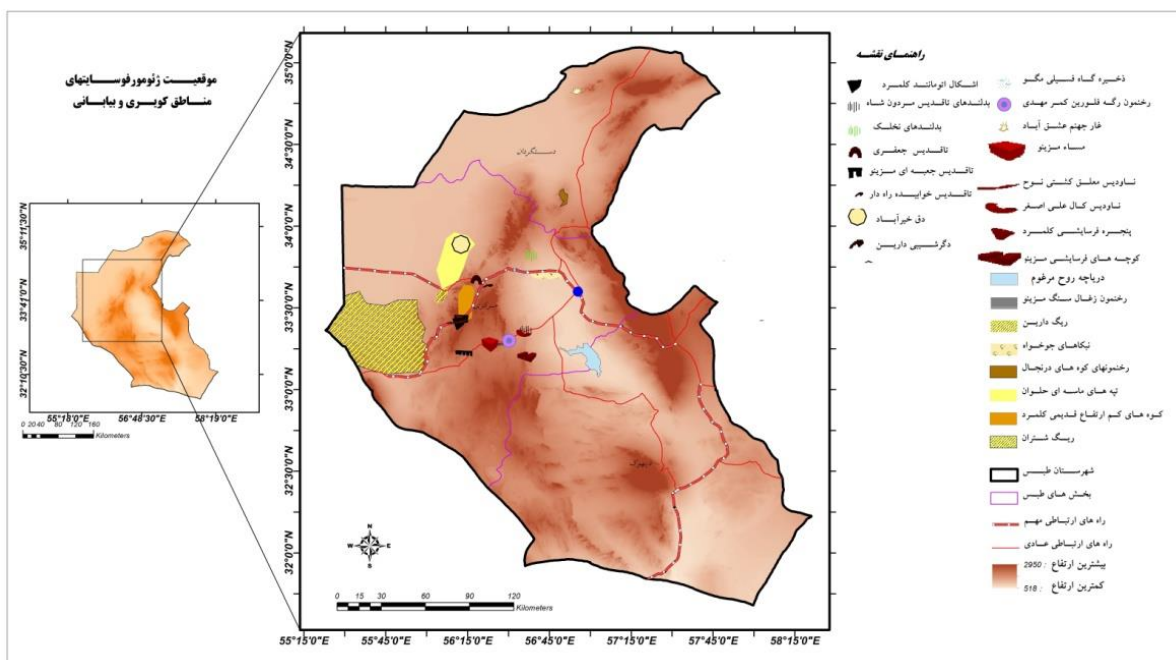 موقعیت ژئومورفوسایتهای
مناطق کویری و بیابانی
35°11'30"N
33°41'0"N
32°10'30"N
55°18'0"E
56°48'30"E
58°19'0"E
0 20 40 80 120 160
Kilometers
35°0'0"N
34°30'0"N
34°0'0"N
33°30'0"N
33°0'0"N
32°30'0"N
32°0'0"N
دستگردان
دیهوک
N
W E
S
0 15 30 60 90 120
Kilometers
55°15'0"E
55°45'0"E
56°15'0"E
56°45'0"E
57°15'0"E
57°45'0"E
58°15'0"E
راهنمای نقشه
اشکال اتومانند کلمرد
بدلندهای تاقدیس مردون شاه
بدلندهای نخلک
تاقدیس جعفری
تاقدیس جعبه ای مزینو
تاقدیس خوابیده راه دار
دق خیرآباد
دگرشیبی دارین
ذخیره گاه فسیلی مگو
رخنمون رگه فلورین کمر مهدی
غار جهنم عشق آباد
مساه مزینو
ناودیس معلق کشتی نوح
ناودیس کال علی اصغر
پنجره فرسایشی کلمرد
کوچه های فرسایشی مزینو
دریاچه روح مرغوم
رخنمون زغال سنگ مزینو
ریگ دارین
نبکاهای جوخواه
رخنمونهای کوه های درنجال
تپه های ماسه ای حلوان
کوه های کم ارتفاع قدیمی کلمرد
ریگ شتران
شهرستان طبس
بخش های طبس
راه های ارتباطی مهم
راه های ارتباطی عادی
بیشترین ارتفاع : 2950
کمترین ارتفاع : 518